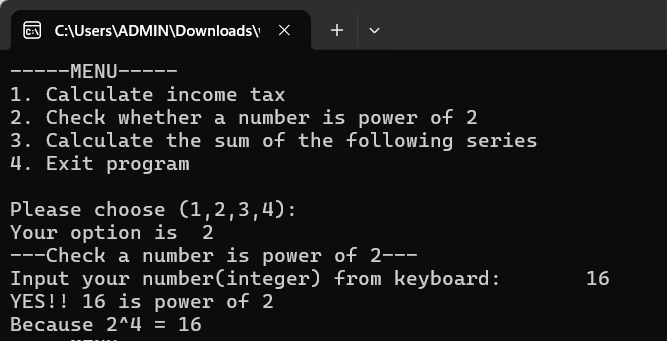 C:\Users\ADMIN\Downloads\
-----MENU-----
1. Calculate income tax
2. Check whether a number is power of 2
3. Calculate the sum of the following series
4. Exit program
Please choose (1,2,3,4):
Your option is  2
---Check a number is power of 2---
Input your number(integer) from keyboard:       16
YES!! 16 is power of 2
Because 2^4 = 16